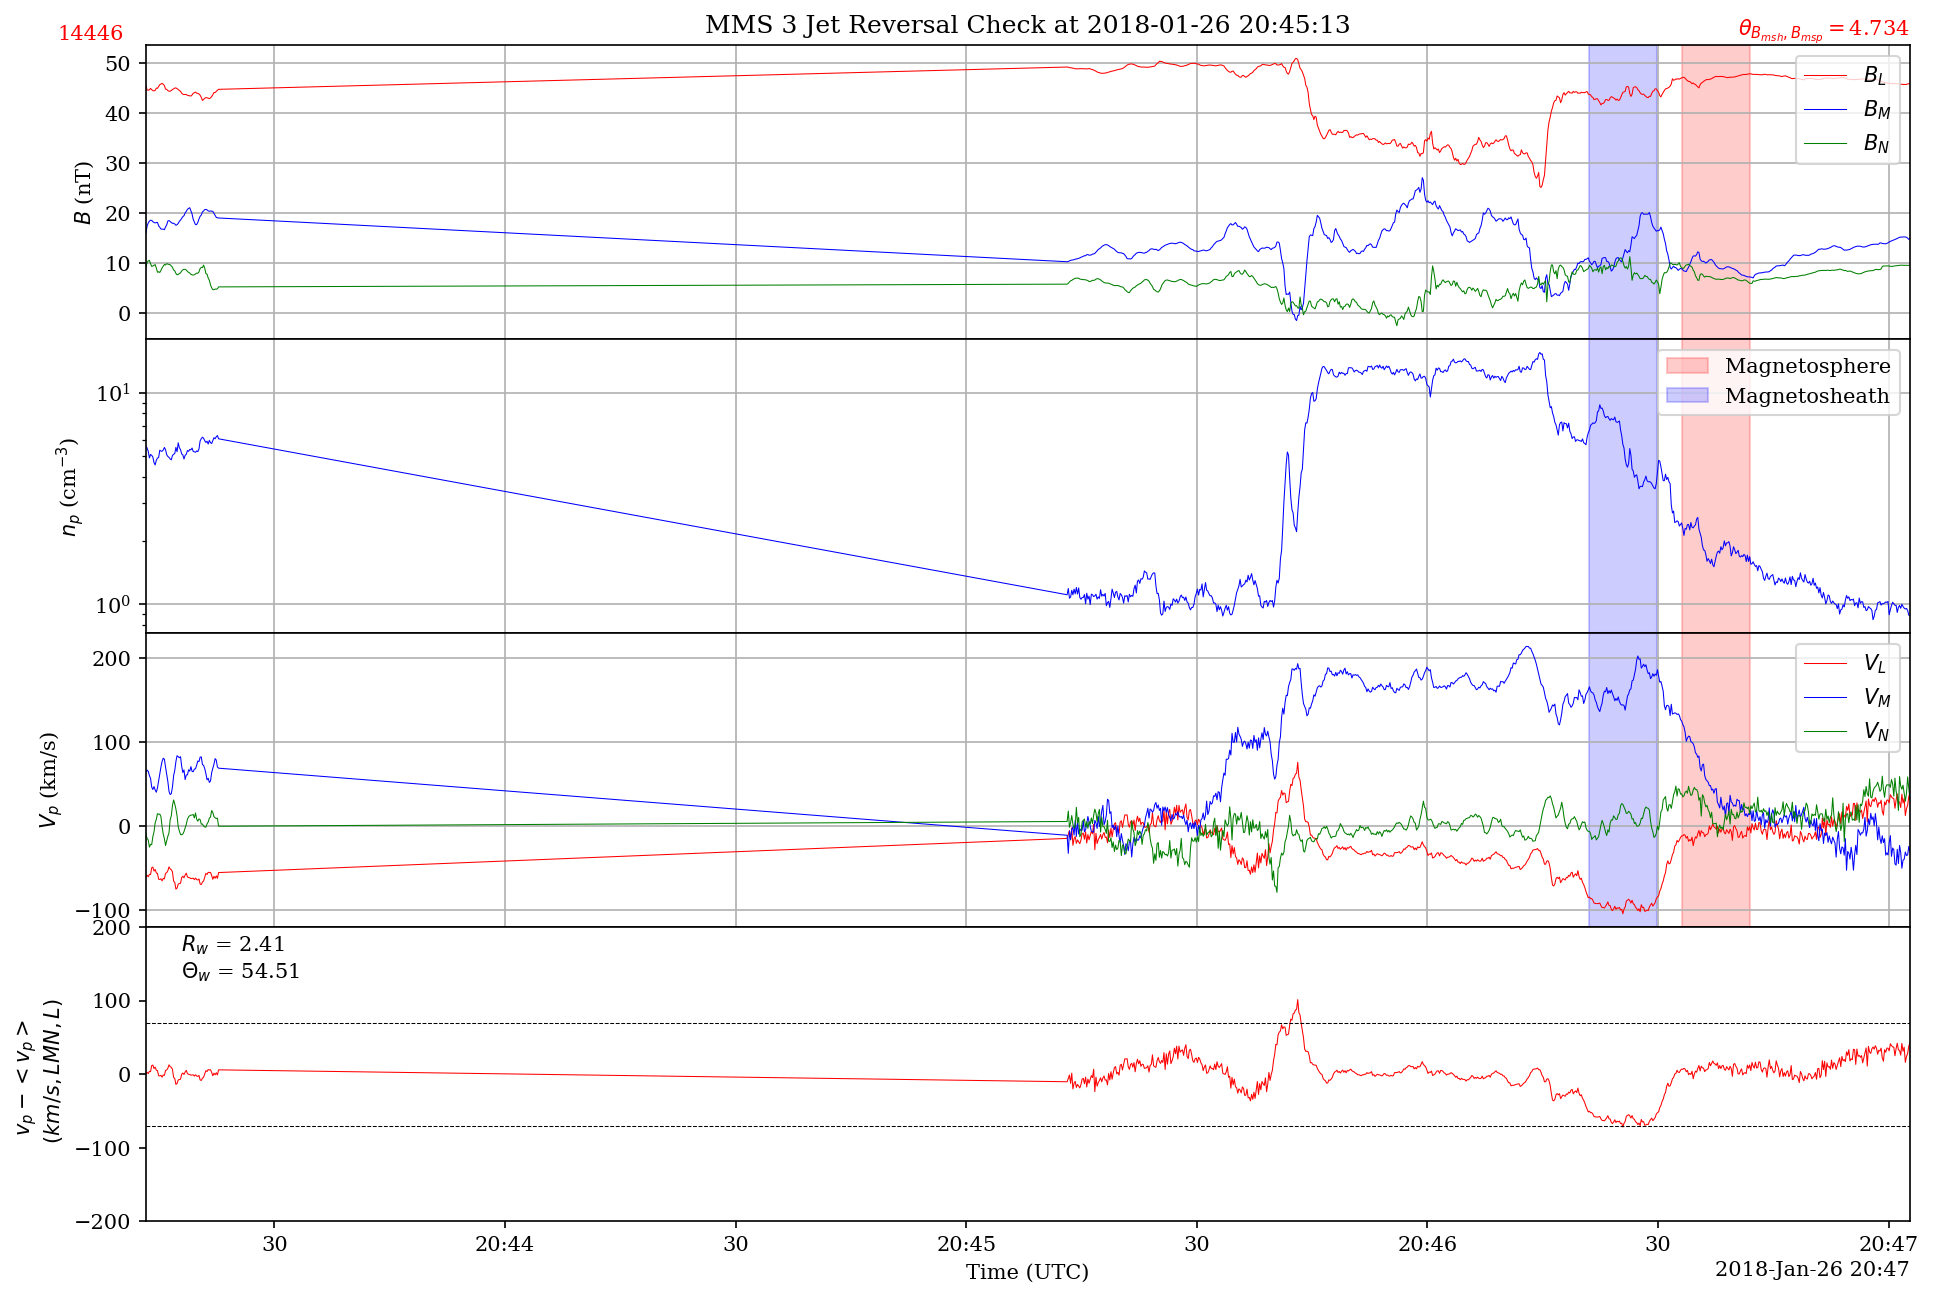 MMS 3 Jet Reversal Check at 2018-01-26 20:45:13
14446
θ_{B_{msh}, B_{msp}} = 4.734
50
40
30
20
10
0
B (nT)
B_L
B_M
B_N
10^1
10^0
n_p (cm^{-3})
Magnetosphere
Magnetosheath
200
100
0
−100
V_p (km/s)
V_L
V_M
V_N
200
100
0
−100
−200
v_p − < v_p >
(km/s, LMN, L)
R_w = 2.41
Θ_w = 54.51
30 20:44 30 20:45 30 20:46 30 20:47
Time (UTC)
2018-Jan-26 20:47